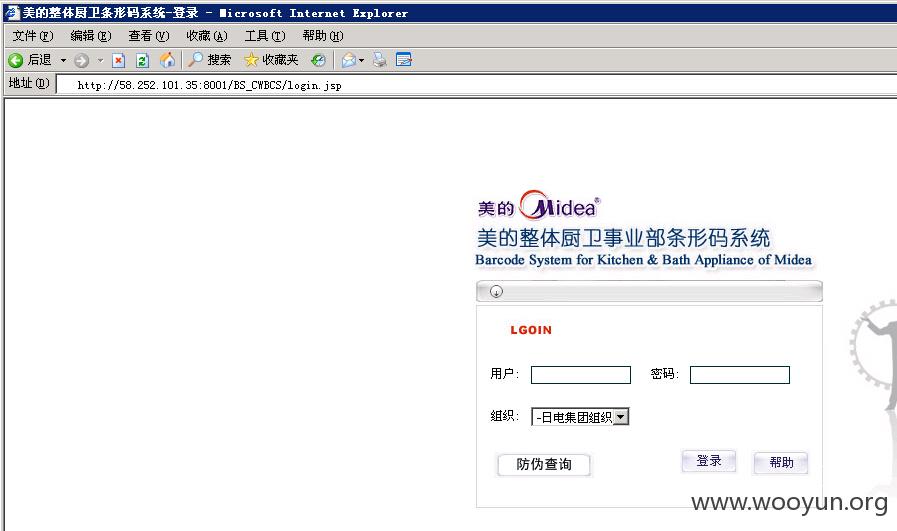 美的整体厨卫条形码系统-登录 - Microsoft Internet Explorer
文件(F) 编辑(E) 查看(V) 收藏(A) 工具(T) 帮助(H)
后退 搜索 收藏夹
地址(D) http://58.252.101.35:8001/BS_CWBCS/login.jsp
美的 Midea®
美的整体厨卫事业部条形码系统
Barcode System for Kitchen & Bath Appliance of Midea
LGOIN
用户: 密码:
组织: -日电集团组织
防伪查询 登录 帮助
www.wooyun.org